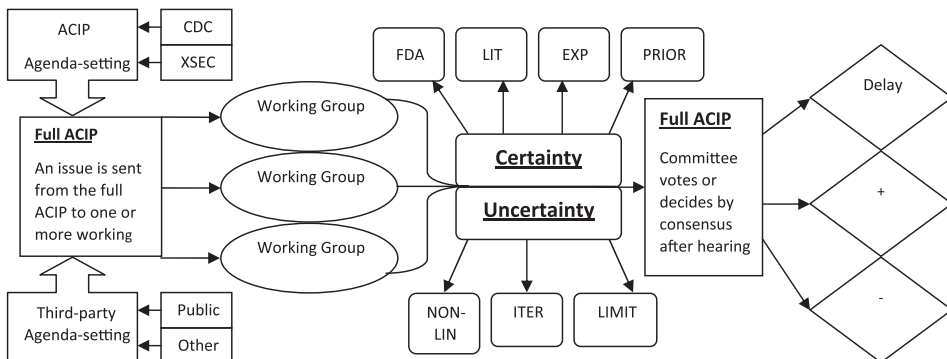 ACIP
Agenda-setting
CDC
XSEC
Full ACIP
An issue is sent
from the full
ACIP to one or
more working
Third-party
Agenda-setting
Public
Other
Working Group
Working Group
Working Group
FDA
LIT
EXP
PRIOR
Certainty
Uncertainty
NON-
LIN
ITER
LIMIT
Full ACIP
Committee
votes or
decides by
consensus
after hearing
Delay
+
-